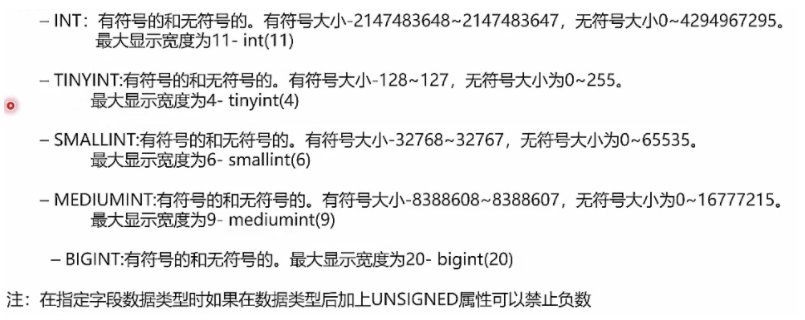 – INT：有符号的和无符号的。有符号大小-2147483648~2147483647，无符号大小0~4294967295。
最大显示宽度为11- int(11)
– TINYINT:有符号的和无符号的。有符号大小-128~127，无符号大小为0~255。
最大显示宽度为4- tinyint(4)
– SMALLINT:有符号的和无符号的。有符号大小-32768~32767，无符号大小为0~65535。
最大显示宽度为6- smallint(6)
– MEDIUMINT:有符号的和无符号的。有符号大小-8388608~8388607，无符号大小为0~16777215。
最大显示宽度为9- mediumint(9)
– BIGINT:有符号的和无符号的。最大显示宽度为20- bigint(20)
注：在指定字段数据类型时如果在数据类型后加上UNSIGNED属性可以禁止负数